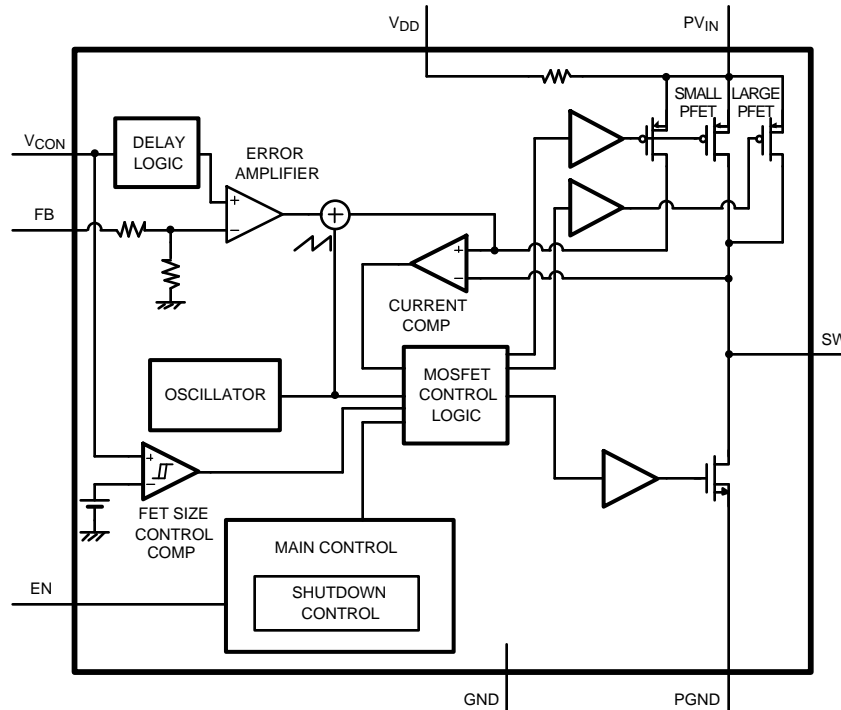 VDD
PVIN
SMALL PFET
LARGE PFET
VCON
DELAY
LOGIC
ERROR
AMPLIFIER
+
−
+
FB
+
−
CURRENT
COMP
SW
OSCILLATOR
MOSFET
CONTROL
LOGIC
+
−
FET SIZE
CONTROL
COMP
MAIN CONTROL
SHUTDOWN
CONTROL
EN
GND
PGND